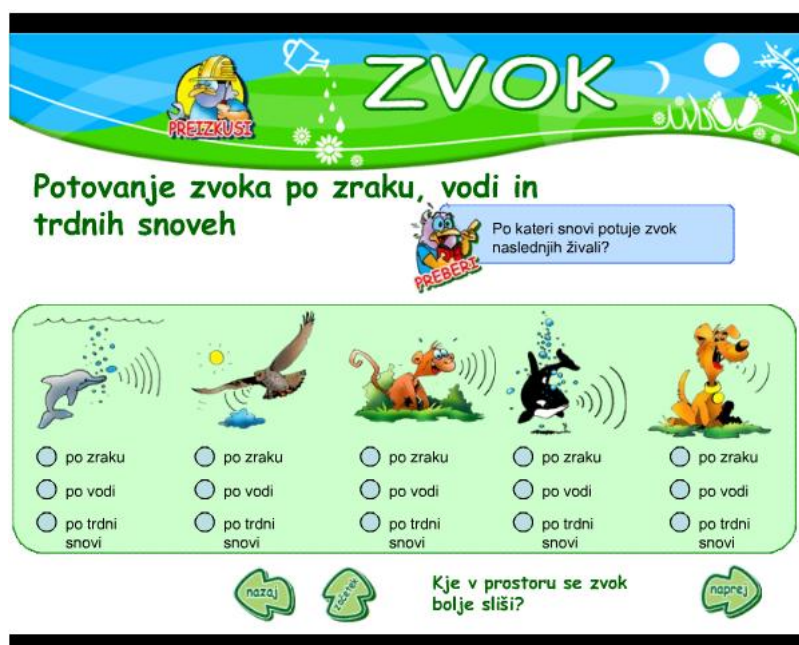 ZVOK
PREIZKUSI
Potovanje zvoka po zraku, vodi in
trdnih snoveh
PREBERI
Po kateri snovi potuje zvok
naslednjih živali?
po zraku
po vodi
po trdni
snovi
po zraku
po vodi
po trdni
snovi
po zraku
po vodi
po trdni
snovi
po zraku
po vodi
po trdni
snovi
po zraku
po vodi
po trdni
snovi
nazaj
začetek
Kje v prostoru se zvok
bolje sliši?
naprej